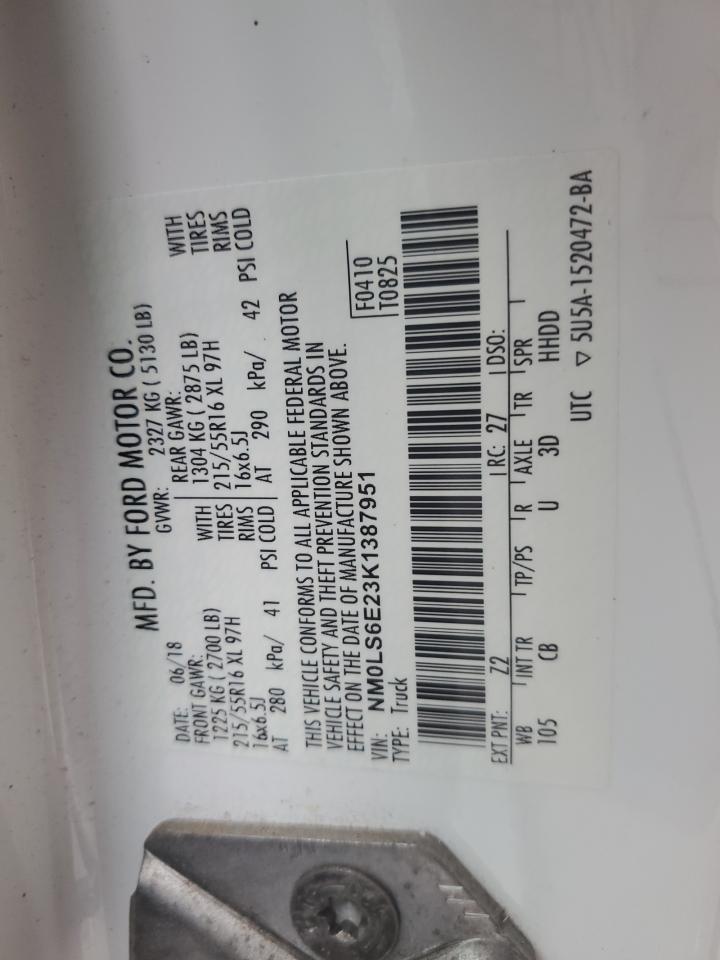 MFD. BY FORD MOTOR CO.
DATE: 06/18 GVWR: 2327 KG ( 5130 LB)
FRONT GAWR: WITH REAR GAWR: WITH
1225 KG ( 2700 LB) TIRES 1304 KG ( 2875 LB) TIRES
215/55R16 XL 97H RIMS 215/55R16 XL 97H RIMS
16x6.5J 16x6.5J
AT 280 kPa/ 41 PSI COLD AT 290 kPa/ 42 PSI COLD
THIS VEHICLE CONFORMS TO ALL APPLICABLE FEDERAL MOTOR
VEHICLE SAFETY AND THEFT PREVENTION STANDARDS IN
EFFECT ON THE DATE OF MANUFACTURE SHOWN ABOVE.
VIN: NM0LS6E23K1387951 F0410
TYPE: Truck T0825
EXT PNT: Z2 RC: 27 DSO:
WB INT TR TP/PS R AXLE TR SPR
105 CB U 3D HHDD
UTC ▽ 5U5A-1520472-BA